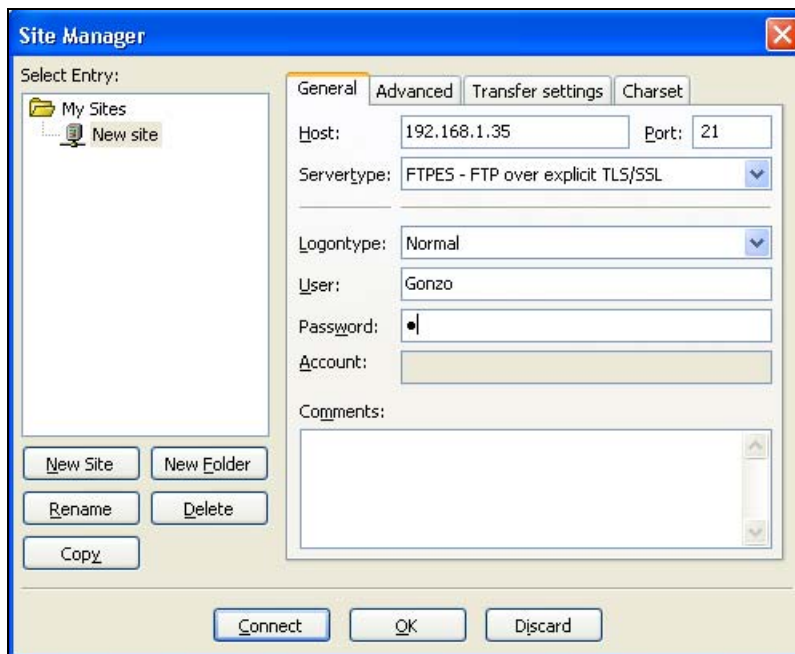 Site Manager
Select Entry:
My Sites
New site
New Site
New Folder
Rename
Delete
Copy
General Advanced Transfer settings Charset
Host: 192.168.1.35 Port: 21
Servertype: FTPES - FTP over explicit TLS/SSL
Logontype: Normal
User: Gonzo
Password: ●
Account:
Comments:
Connect OK Discard